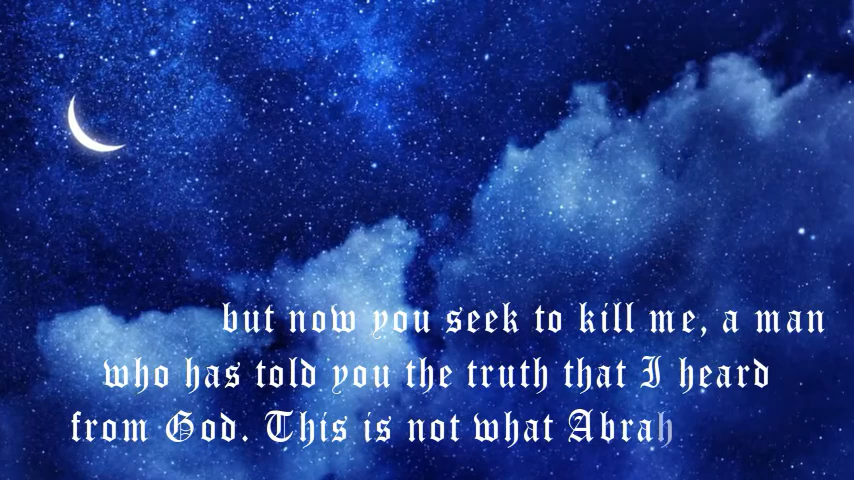 but now you seek to kill me, a man
who has told you the truth that I heard
from God. This is not what Abrah